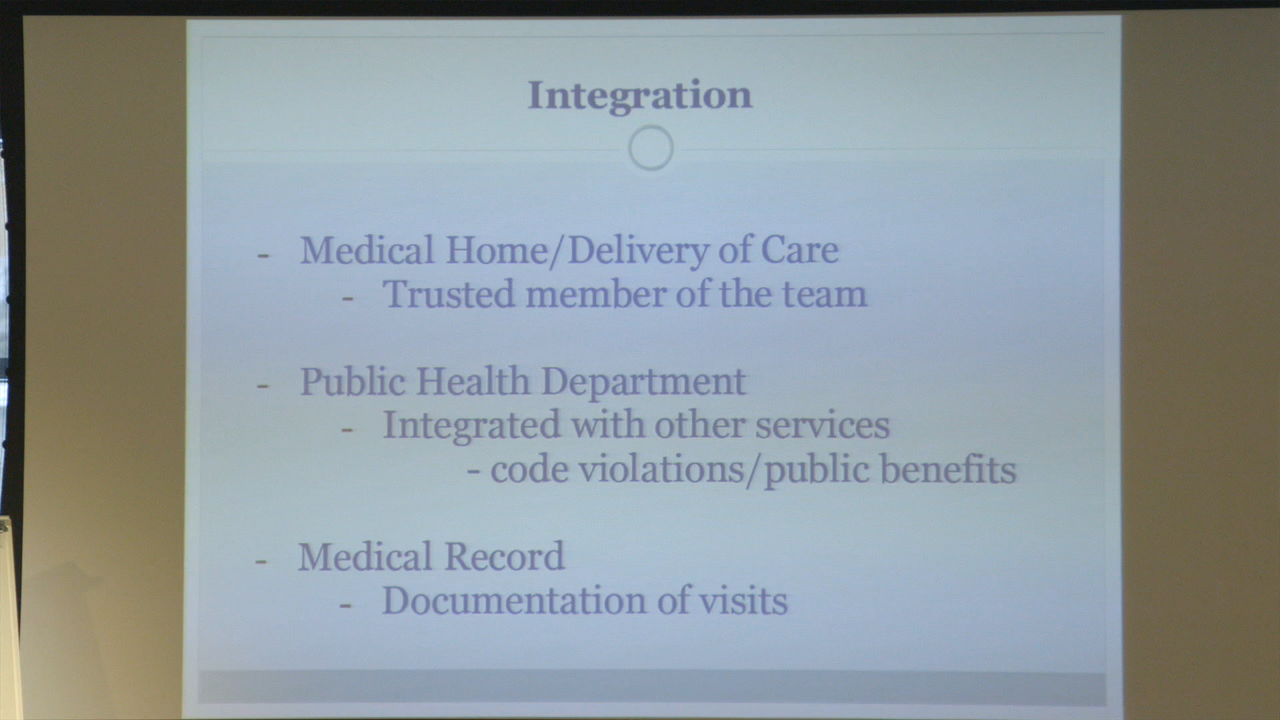 Integration
- Medical Home/Delivery of Care
- Trusted member of the team
- Public Health Department
- Integrated with other services
- code violations/public benefits
- Medical Record
- Documentation of visits